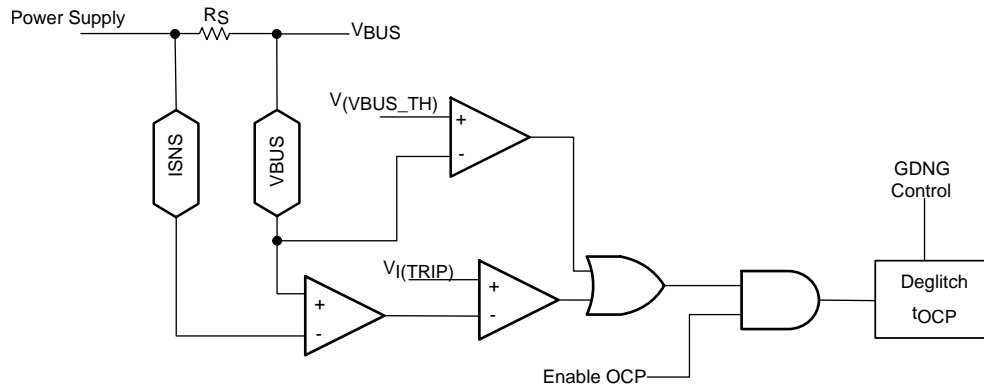 Power Supply
RS
VBUS
V(VBUS_TH)
+
-
ISNS
VBUS
GDNG
Control
VI(TRIP)
+
-
+
-
Deglitch
tOCP
Enable OCP